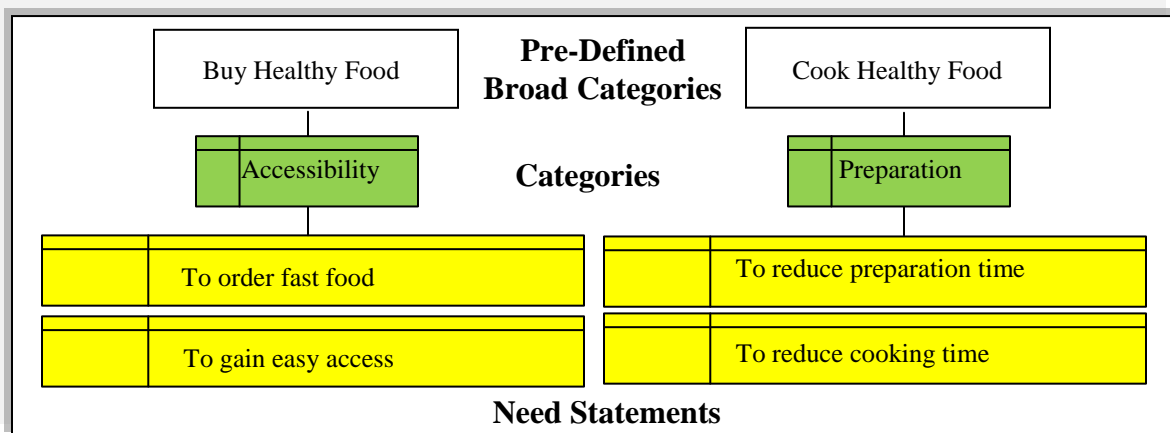 Buy Healthy Food
Pre-Defined
Broad Categories
Cook Healthy Food
Accessibility
Categories
Preparation
To order fast food
To reduce preparation time
To gain easy access
To reduce cooking time
Need Statements